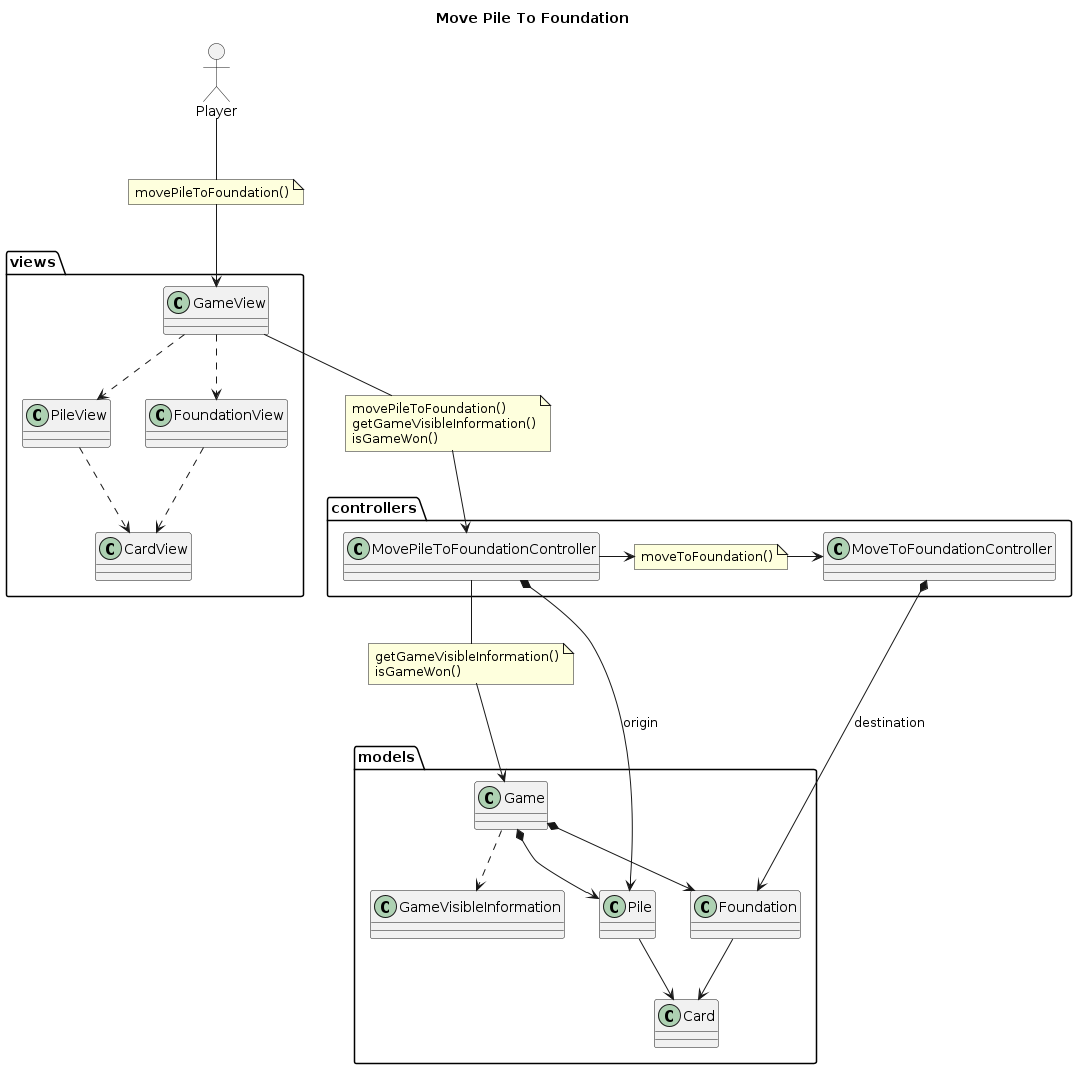 Move Pile To Foundation
Player
movePileToFoundation()
views
C GameView
C PileView
C FoundationView
C CardView
movePileToFoundation()
getGameVisibleInformation()
isGameWon()
controllers
C MovePileToFoundationController
moveToFoundation()
C MoveToFoundationController
getGameVisibleInformation()
isGameWon()
origin
destination
models
C Game
C GameVisibleInformation
C Pile
C Foundation
C Card